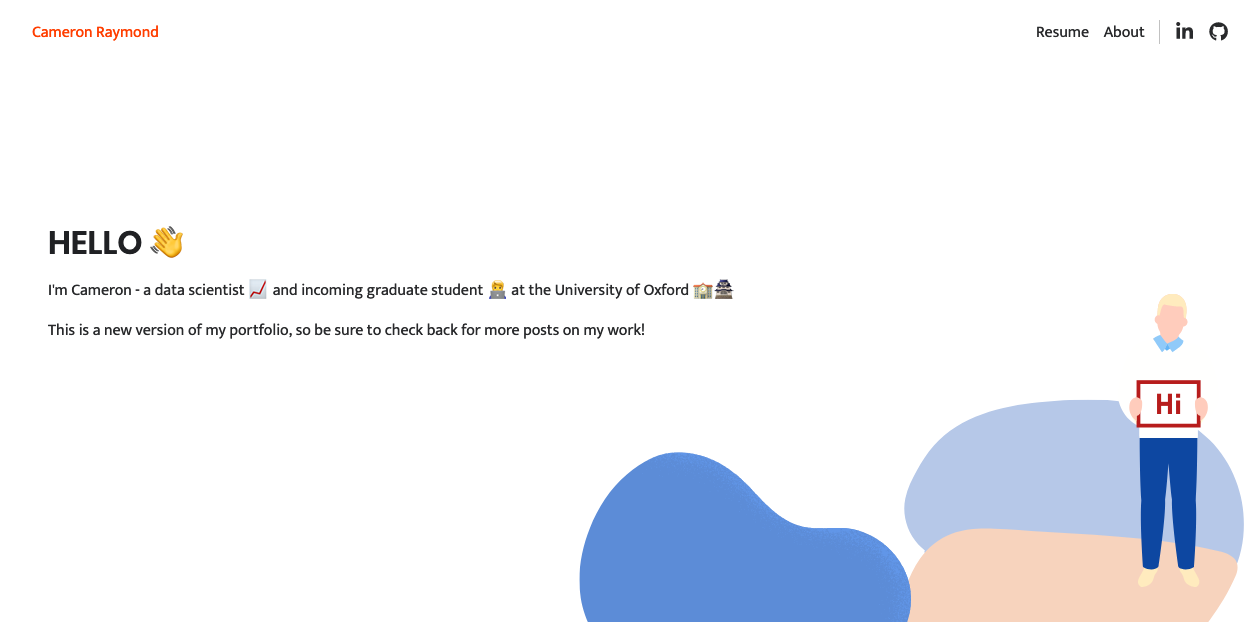 Cameron Raymond
Resume About
HELLO 👋
I'm Cameron - a data scientist 📈 and incoming graduate student 👨‍💻 at the University of Oxford 🏫🏯
This is a new version of my portfolio, so be sure to check back for more posts on my work!
Hi